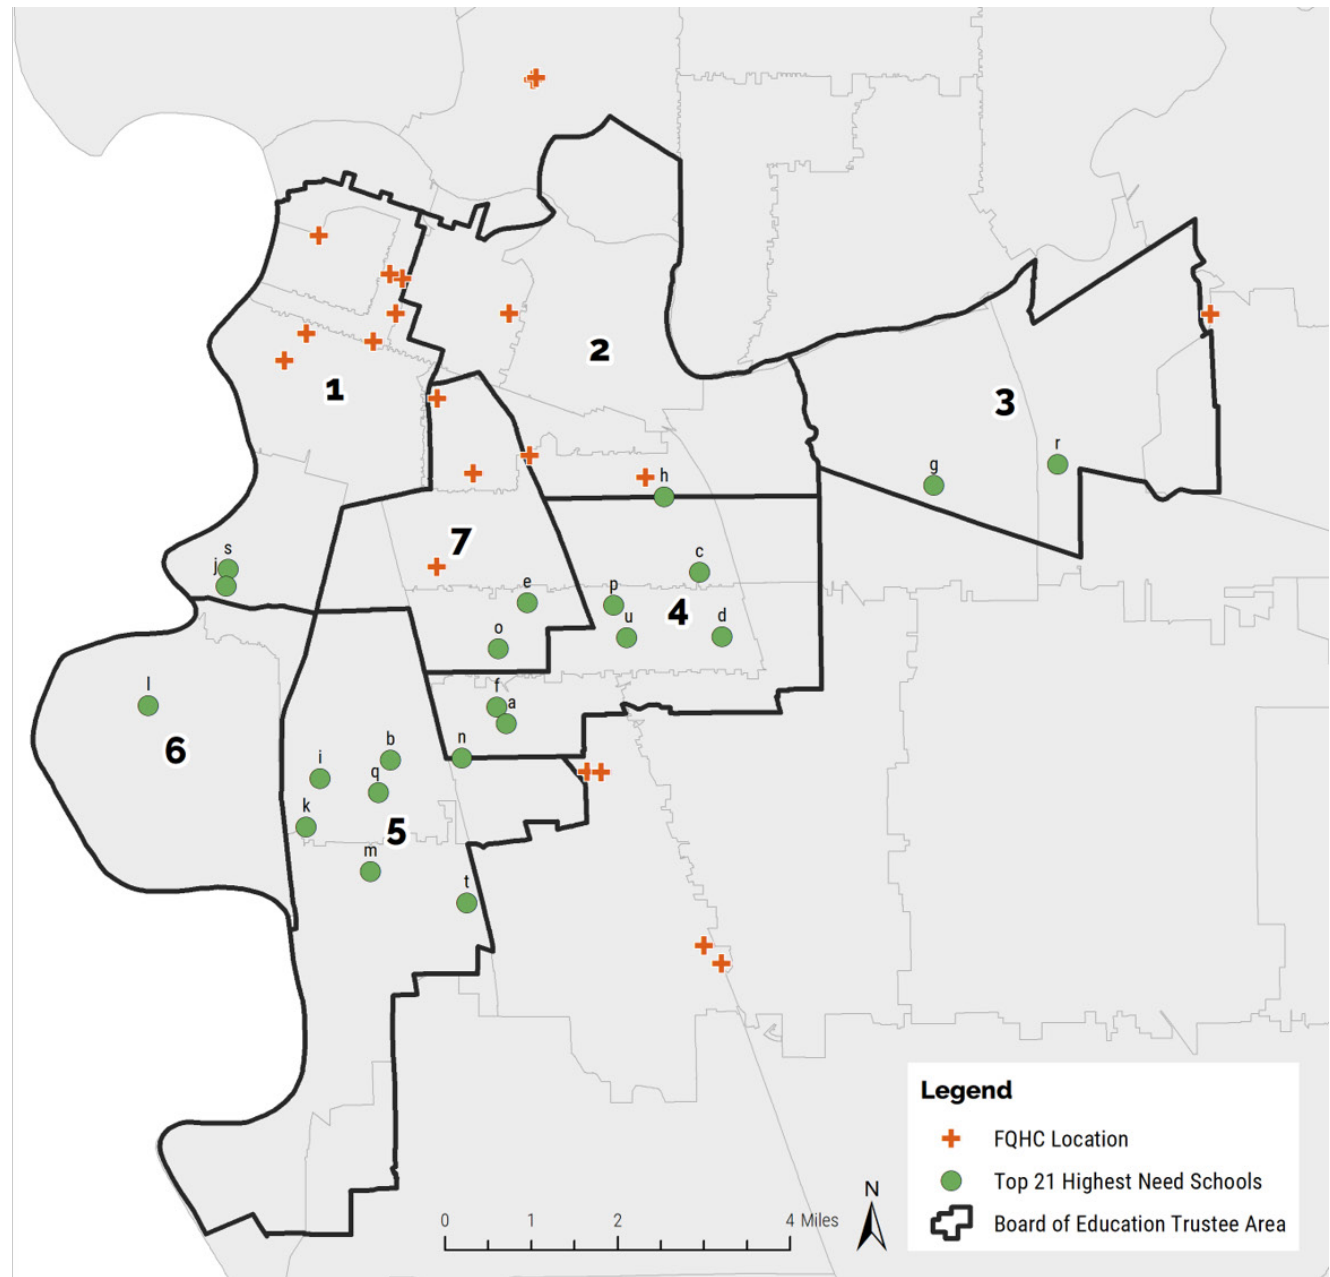 2
1
3
r
g
h
7
s
j
c
e
p
4
u
d
o
l
f
a
6
b
n
i
q
k
5
m
t
Legend
FQHC Location
Top 21 Highest Need Schools
Board of Education Trustee Area
N
0 1 2 4 Miles